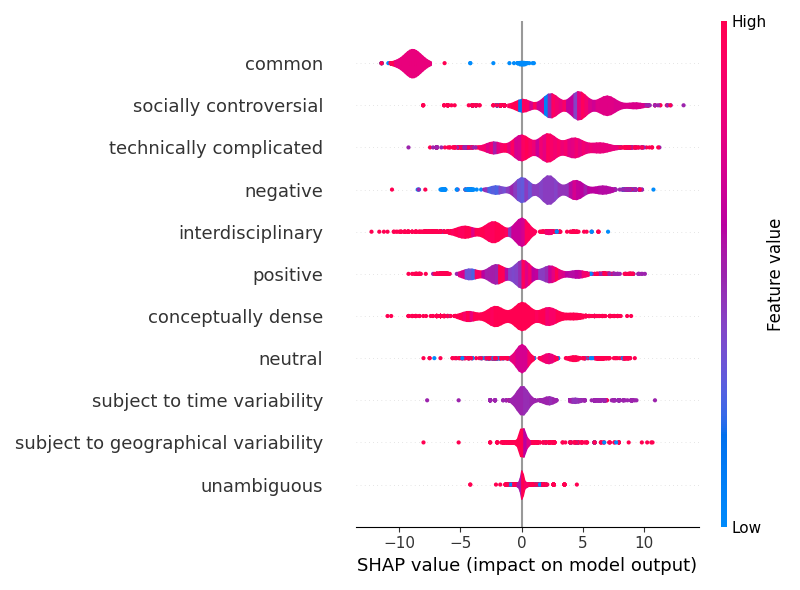 High
common
socially controversial
technically complicated
negative
interdisciplinary
positive
conceptually dense
neutral
subject to time variability
subject to geographical variability
unambiguous
Feature value
Low
−10 −5 0 5 10
SHAP value (impact on model output)